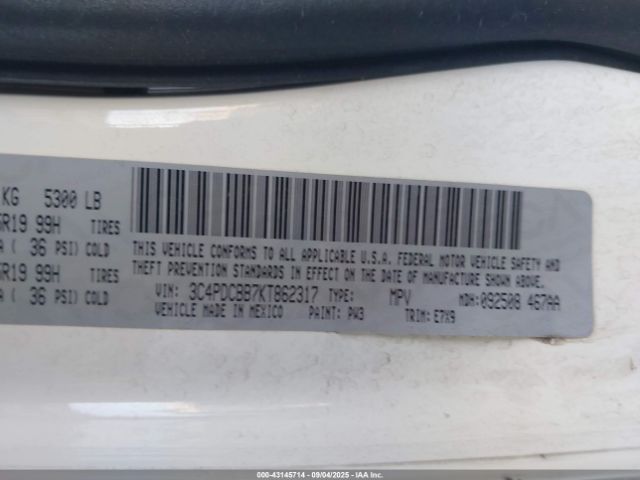 KG 5300 LB
R19 99H TIRES
( 36 PSI) COLD
R19 99H TIRES
( 36 PSI) COLD
THIS VEHICLE CONFORMS TO ALL APPLICABLE U.S.A. FEDERAL MOTOR VEHICLE SAFETY AND
THEFT PREVENTION STANDARDS IN EFFECT ON THE DATE OF MANUFACTURE SHOWN ABOVE.
VIN: 3C4PDCBB7KT862317 TYPE: MPV MDH: 092508 467AA
VEHICLE MADE IN MEXICO PAINT: PW3 TRIM: E7X9
000-43145714 - 09/04/2025 - IAA Inc.